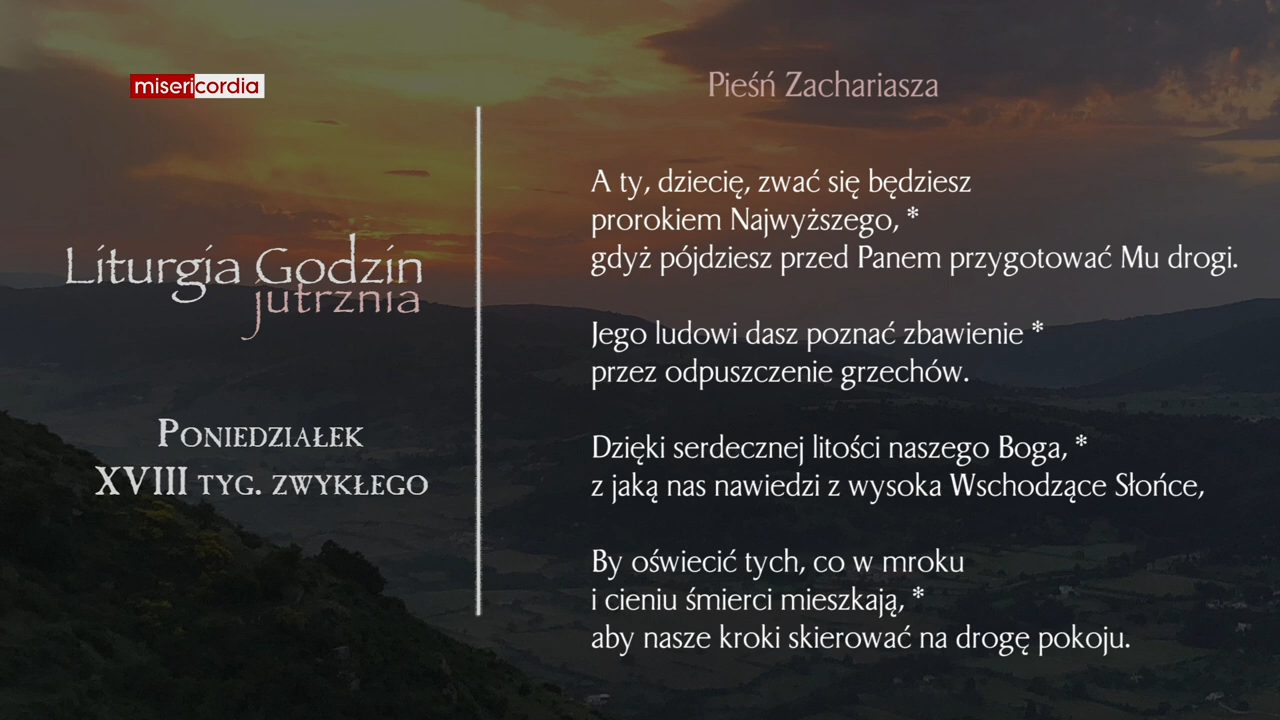 misericordia
Liturgia Godzin
jutrznia
Poniedziałek
XVIII tyg. zwykłego
Pieśń Zachariasza
A ty, dziecię, zwać się będziesz
prorokiem Najwyższego, *
gdyż pójdziesz przed Panem przygotować Mu drogi.
Jego ludowi dasz poznać zbawienie *
przez odpuszczenie grzechów.
Dzięki serdecznej litości naszego Boga, *
z jaką nas nawiedzi z wysoka Wschodzące Słońce,
By oświecić tych, co w mroku
i cieniu śmierci mieszkają, *
aby nasze kroki skierować na drogę pokoju.